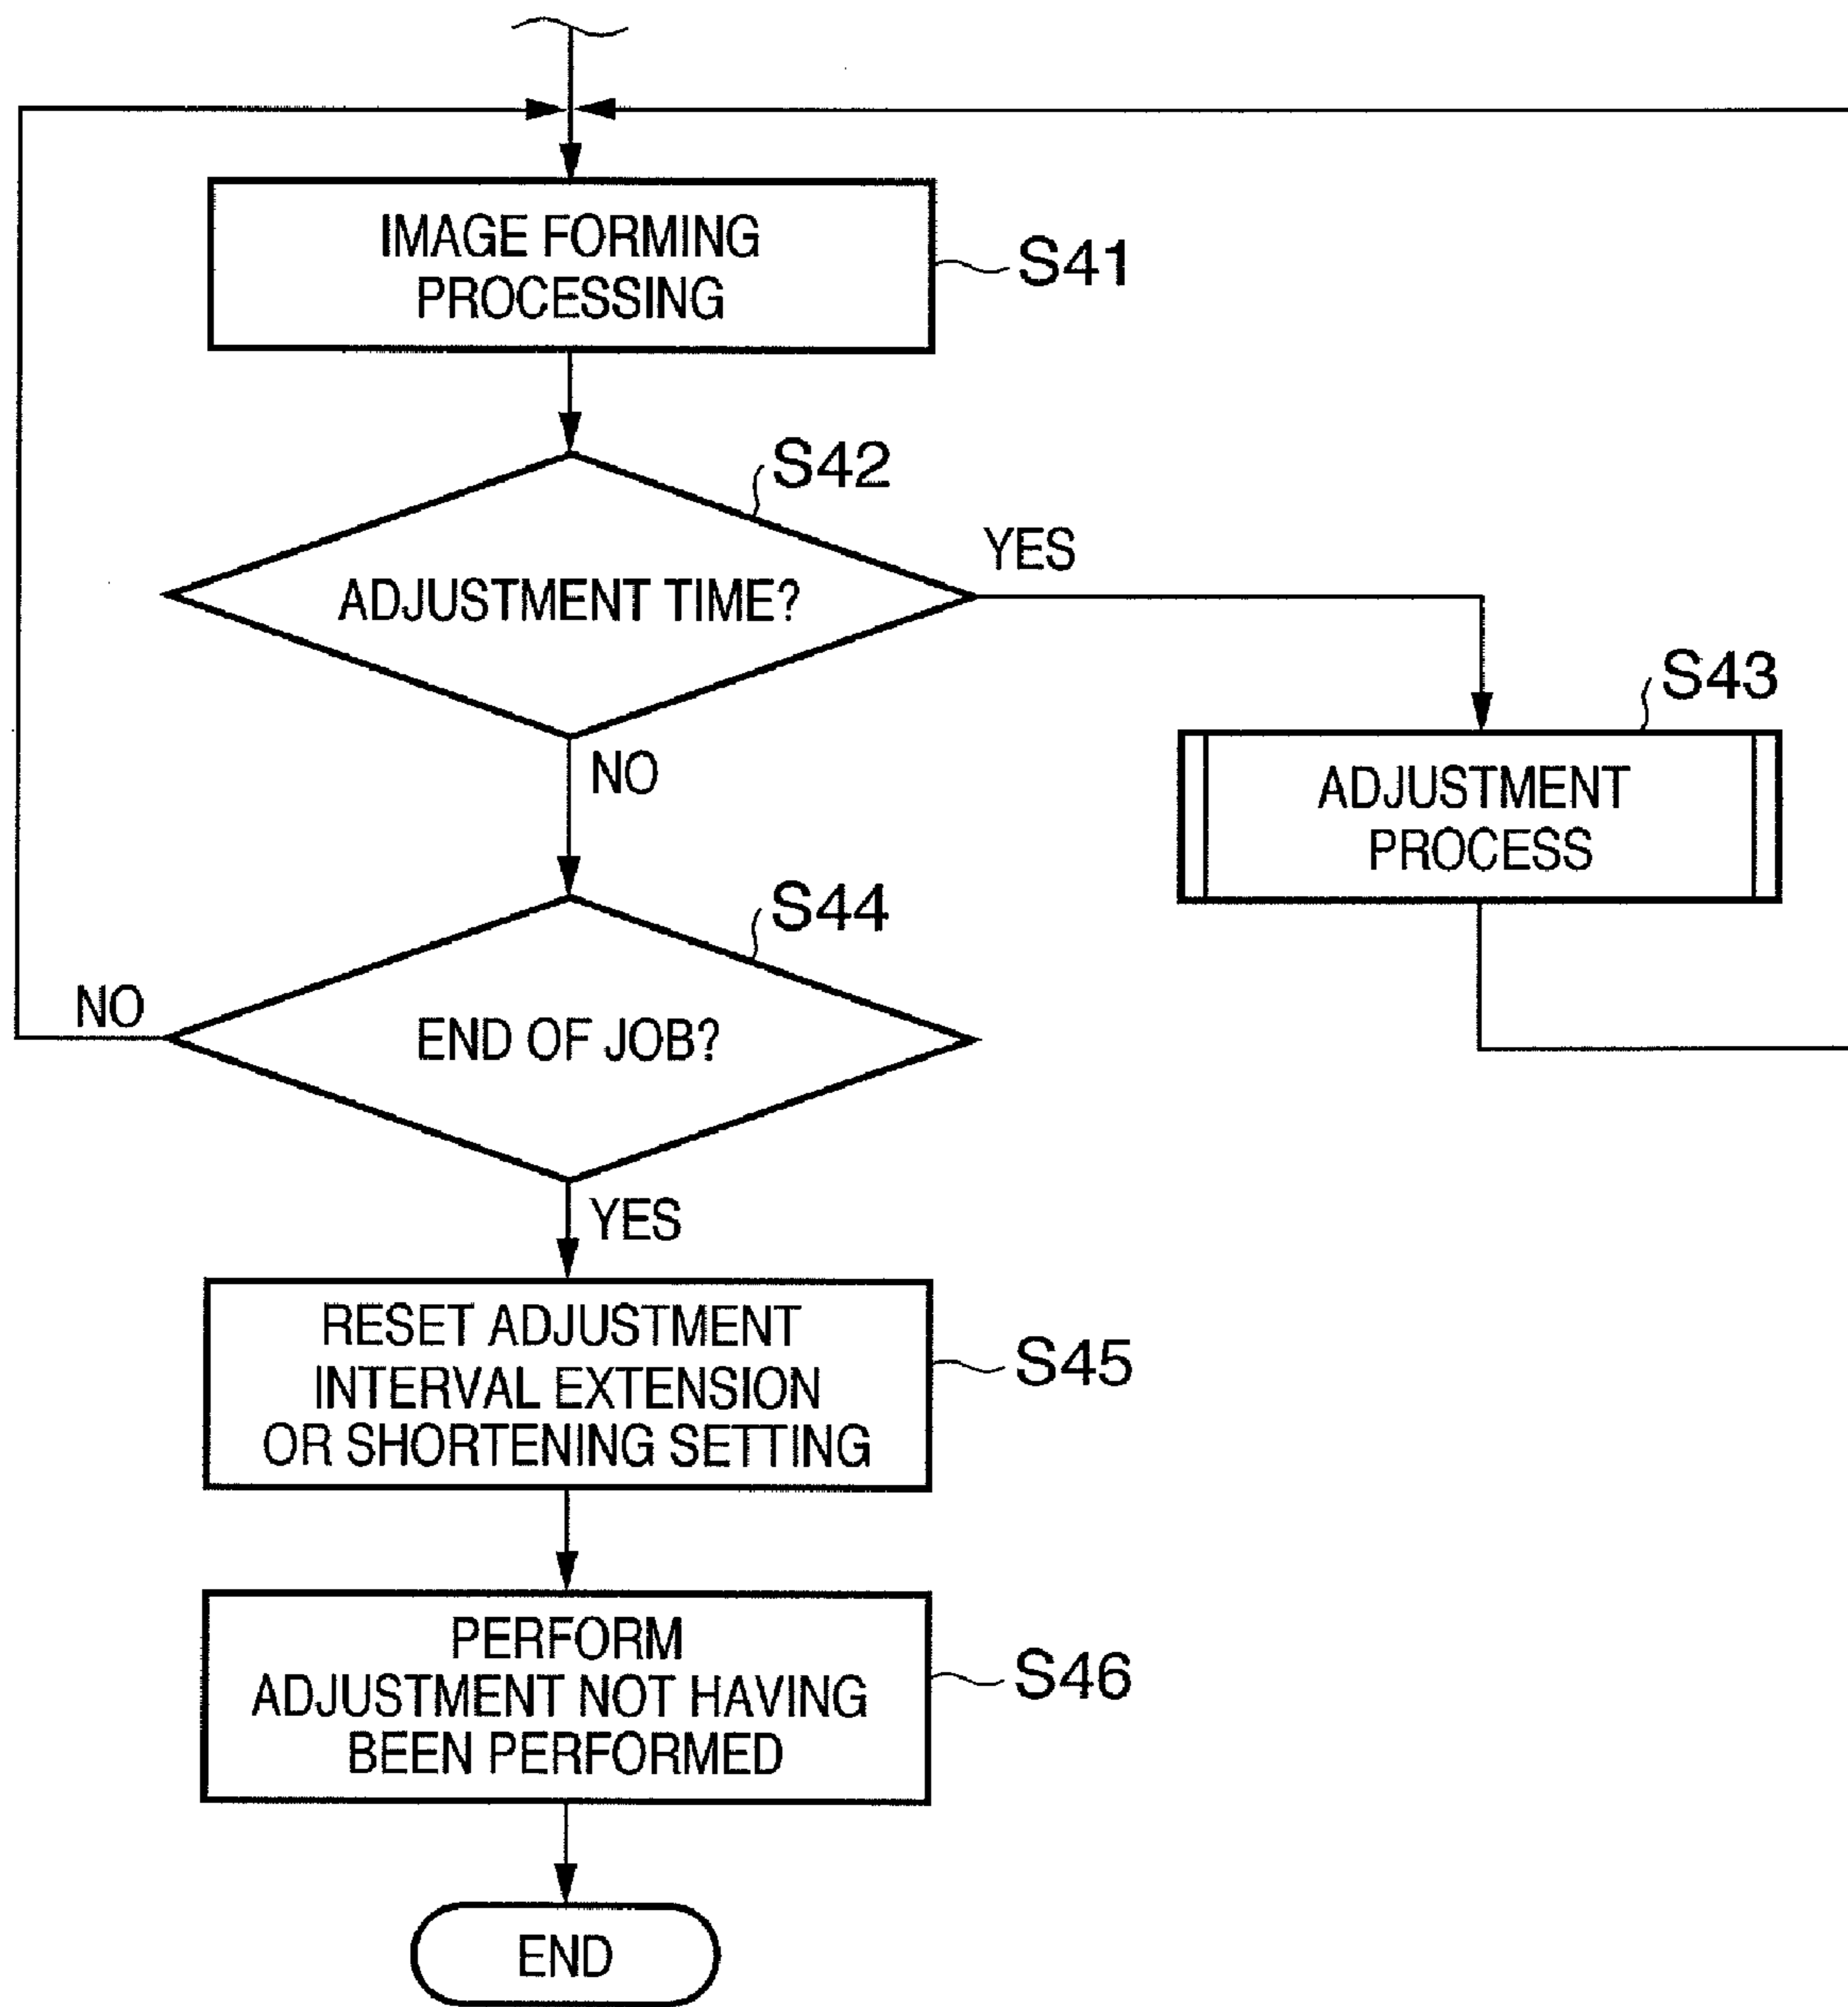 IMAGE FORMING
PROCESSING
S41
S42
ADJUSTMENT TIME?
YES
NO
S43
ADJUSTMENT
PROCESS
S44
END OF JOB?
NO
YES
RESET ADJUSTMENT
INTERVAL EXTENSION
OR SHORTENING SETTING
S45
PERFORM
ADJUSTMENT NOT HAVING
BEEN PERFORMED
S46
END